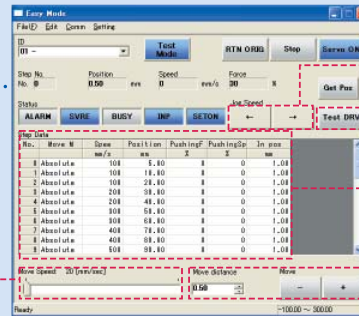 Easy Mode
File(F) Edit Comm Setting
ID
01 -
Test Mode
RTN ORIG
Stop
Servo ON
Step No. Position Speed Force
No. 0 0.50 mm 0 mm/s 30 %
Get Pos
Status Jog Speed
ALARM SVRE BUSY INP SETON ← → Test DRV
Step Data
No. Move M Speed Position PushingF PushingSp In pos
mm/s mm % % mm
0 Absolute 100 5.00 0 0 1.00
1 Absolute 100 10.00 0 0 1.00
2 Absolute 100 20.00 0 0 1.00
3 Absolute 200 30.00 0 0 1.00
4 Absolute 200 40.00 0 0 1.00
5 Absolute 300 50.00 0 0 1.00
6 Absolute 300 60.00 0 0 1.00
7 Absolute 400 70.00 0 0 1.00
8 Absolute 400 80.00 0 0 1.00
9 Absolute 500 90.00 0 0 1.00
Move Speed 20[mm/sec] Move distance Move
0.50 - +
Ready -100.00 ~ 300.00